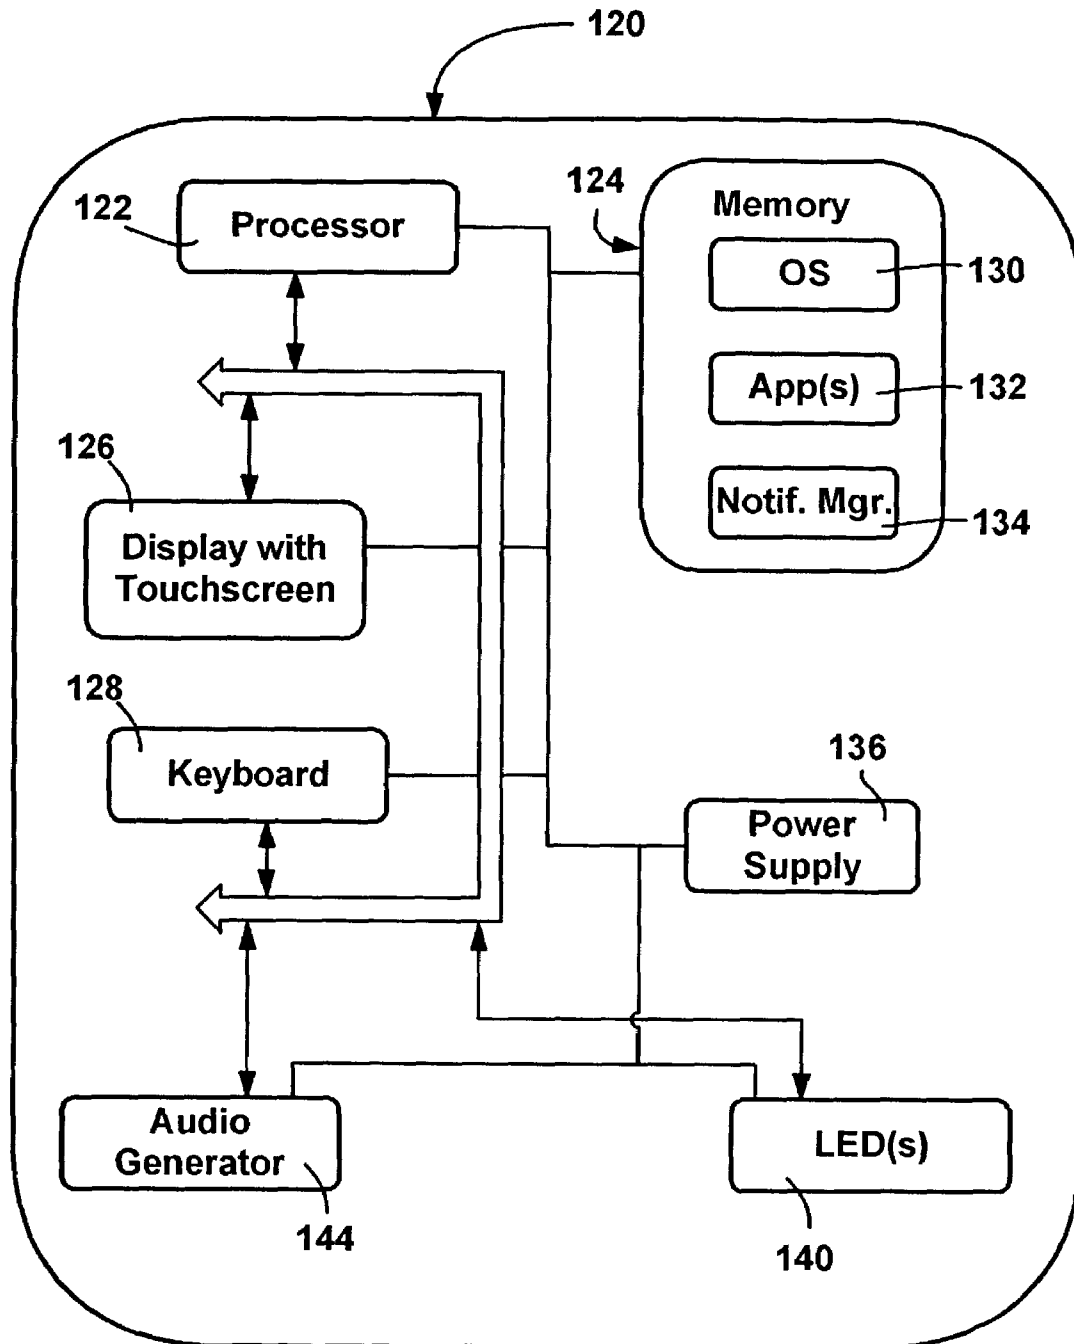 120
122
Processor
124
Memory
OS
130
App(s)
132
Notif. Mgr.
134
126
Display with
Touchscreen
128
Keyboard
136
Power
Supply
Audio
Generator
144
LED(s)
140